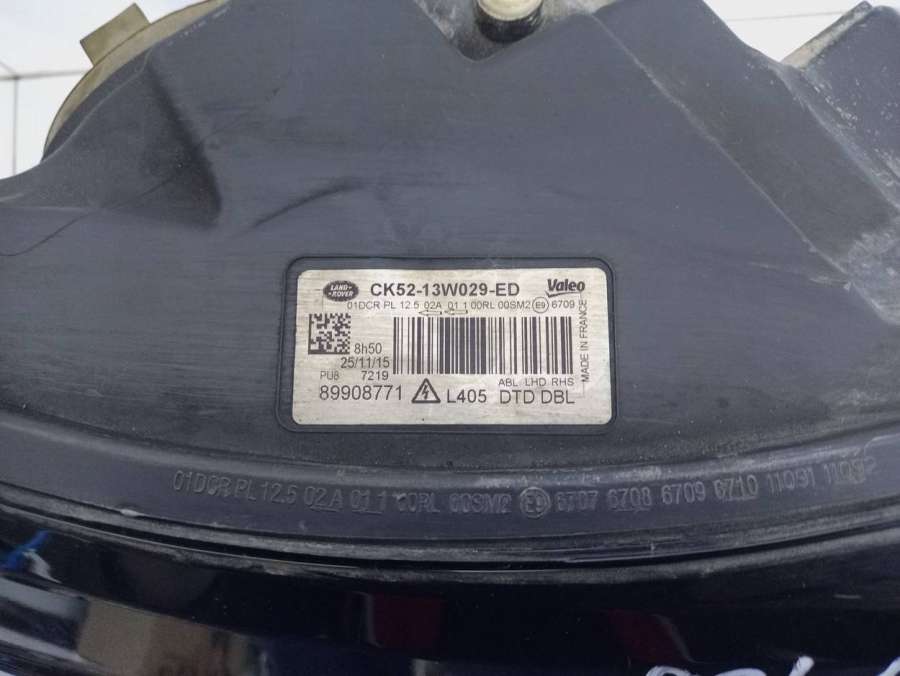 LAND-
ROVER
CK52-13W029-ED
Valeo
01DCR PL 12.5 02A 01 1 00RL 00SM2 E9 6709
8h50
25/11/15
PU8 7219
ABL LHD RHS
MADE IN FRANCE
89908771 L405 DTD DBL
01DCR PL 12.5 02A 01 1 00RL 00SM2 E9 6707 6708 6709 6710 11091 11092